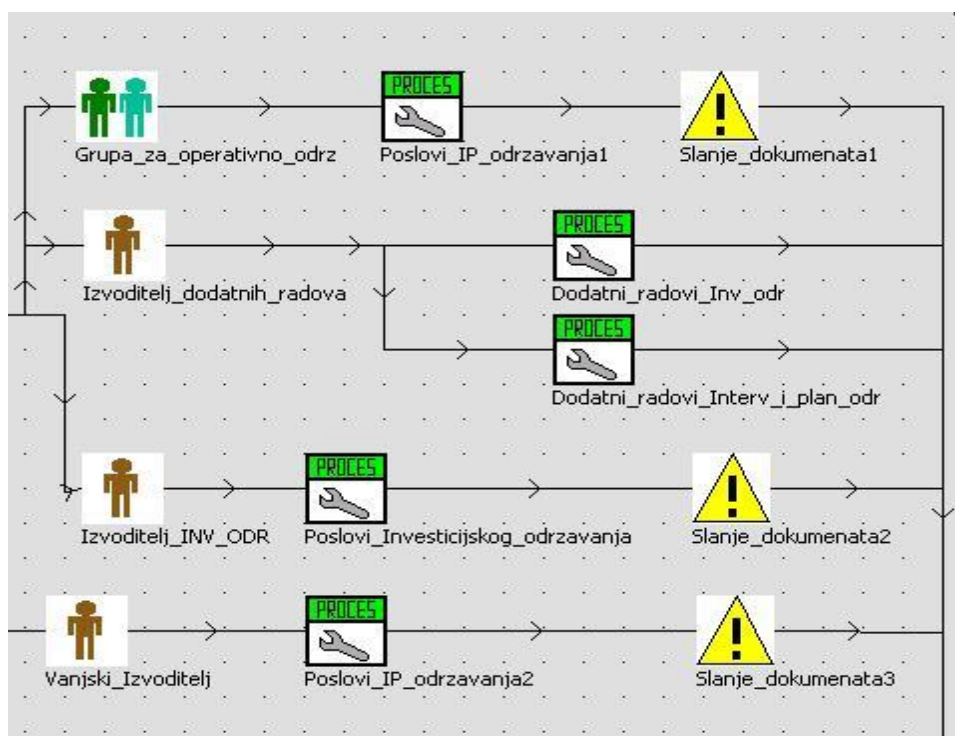 PROCES
Grupa_za_operativno_odrz Poslovi_IP_odrzavanja1 Slanje_dokumenata1
PROCES
Izvoditelj_dodatnih_radova Dodatni_radovi_Inv_odr
PROCES
Dodatni_radovi_Interv_i_plan_odr
PROCES
Izvoditelj_INV_ODR Poslovi_Investicijskog_odrzavanja Slanje_dokumenata2
PROCES
Vanjski_Izvoditelj Poslovi_IP_odrzavanja2 Slanje_dokumenata3